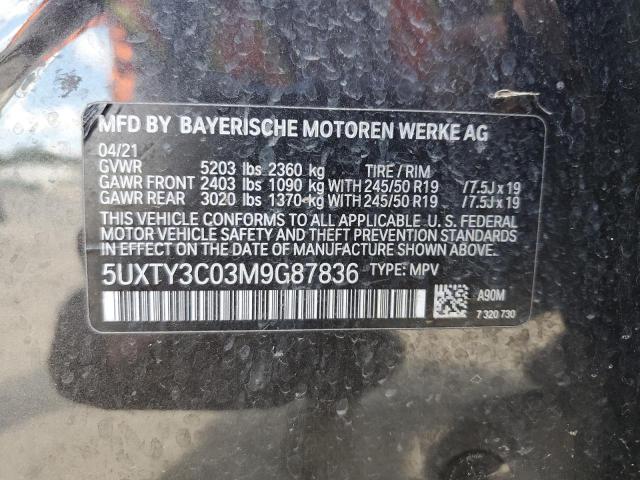 MFD BY BAYERISCHE MOTOREN WERKE AG
04/21
GVWR 5203 lbs 2360 kg TIRE/RIM
GAWR FRONT 2403 lbs 1090 kg WITH 245/50 R19 /7.5J x 19
GAWR REAR 3020 lbs 1370 kg WITH 245/50 R19 /7.5J x 19
THIS VEHICLE CONFORMS TO ALL APPLICABLE U.S. FEDERAL
MOTOR VEHICLE SAFETY AND THEFT PREVENTION STANDARDS
IN EFFECT ON THE DATE OF MANUFACTURE SHOWN ABOVE.
5UXTY3C03M9G87836 TYPE: MPV
A90M
7 320 730